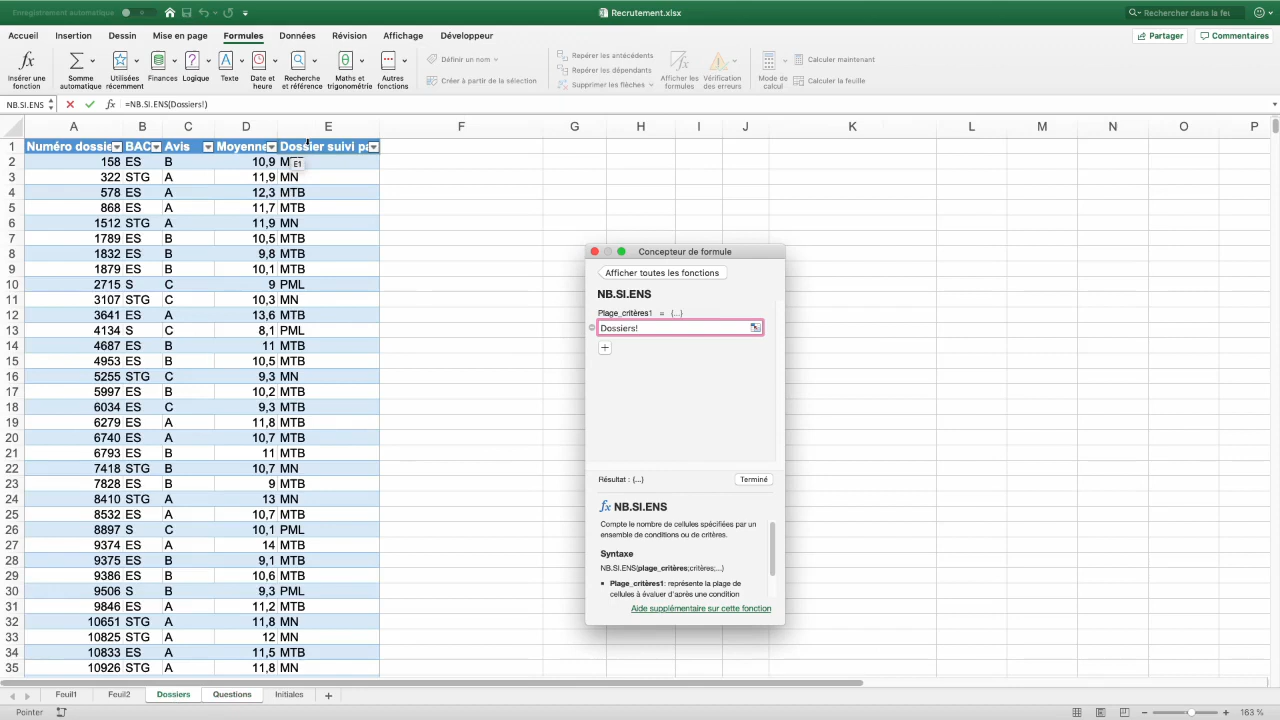 Enregistrement automatique
Recrutement.xlsx
Rechercher dans la feu
Accueil Insertion Dessin Mise en page Formules Données Révision Affichage Développeur
Partager Commentaires
Insérer une fonction
Somme automatique
Utilisées récemment
Finances
Logique
Texte
Date et heure
Recherche et référence
Maths et trigonométrie
Autres fonctions
Définir un nom
Créer à partir de la sélection
Repérer les antécédents
Repérer les dépendants
Supprimer les flèches
Afficher les formules
Vérification des erreurs
Mode de calcul
Calculer maintenant
Calculer la feuille
NB.SI.ENS fx =NB.SI.ENS(Dossiers!)
A B C D E F G H I J K L M N O P
1 Numéro dossie BAC Avis Moyenne Dossier suivi pa
2 158 ES B 10,9 M
E1
3 322 STG A 11,9 MN
4 578 ES A 12,3 MTB
5 868 ES A 11,7 MTB
6 1512 STG A 11,9 MN
7 1789 ES B 10,5 MTB
8 1832 ES B 9,8 MTB
9 1879 ES B 10,1 MTB
10 2715 S C 9 PML
11 3107 STG C 10,3 MN
12 3641 ES A 13,6 MTB
13 4134 S C 8,1 PML
14 4687 ES B 11 MTB
15 4953 ES B 10,5 MTB
16 5255 STG C 9,3 MN
17 5997 ES B 10,2 MTB
18 6034 ES C 9,3 MTB
19 6279 ES A 11,8 MTB
20 6740 ES A 10,7 MTB
21 6793 ES B 11 MTB
22 7418 STG B 10,7 MN
23 7828 ES B 9 MTB
24 8410 STG A 13 MN
25 8532 ES A 10,7 MTB
26 8897 S C 10,1 PML
27 9374 ES A 14 MTB
28 9375 ES B 9,1 MTB
29 9386 ES B 10,6 MTB
30 9506 S B 9,3 PML
31 9846 ES A 11,2 MTB
32 10651 STG A 11,8 MN
33 10825 STG A 12 MN
34 10833 ES A 11,5 MTB
35 10926 STG A 11,8 MN
Concepteur de formule
Afficher toutes les fonctions
NB.SI.ENS
Plage_critères1 = {...}
Dossiers!
Résultat : {...}
Terminé
fx NB.SI.ENS
Compte le nombre de cellules spécifiées par un
ensemble de conditions ou de critères.
Syntaxe
NB.SI.ENS(plage_critères;critères;...)
• Plage_critères1: représente la plage de
cellules à évaluer d'après une condition
Aide supplémentaire sur cette fonction
Feuil1 Feuil2 Dossiers Questions Initiales +
Pointer
163 %